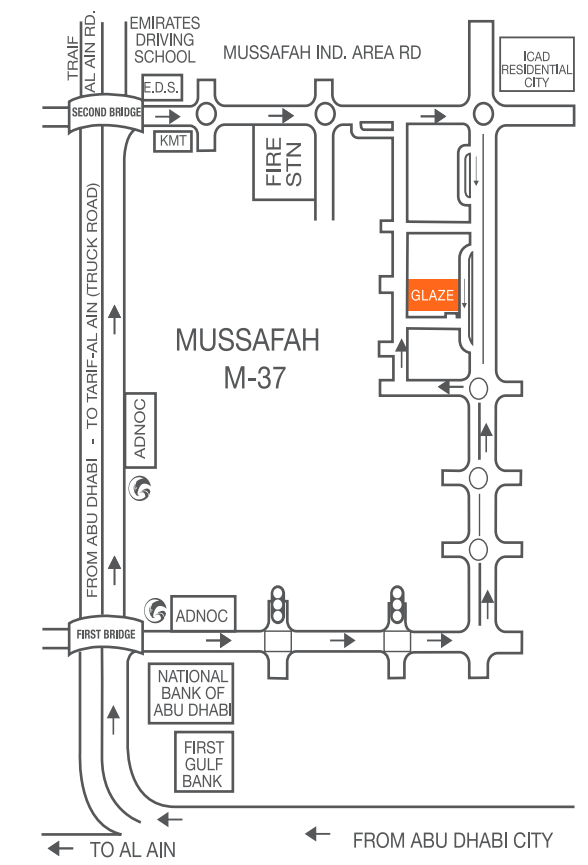 TRAIF
AL AIN RD.
EMIRATES
DRIVING
SCHOOL
MUSSAFAH IND. AREA RD
ICAD
RESIDENTIAL
CITY
E.D.S.
SECOND BRIDGE
KMT
FIRE
STN
GLAZE
MUSSAFAH
M-37
FROM ABU DHABI - TO TARIF-AL AIN (TRUCK ROAD)
ADNOC
ADNOC
FIRST BRIDGE
NATIONAL
BANK OF
ABU DHABI
FIRST
GULF
BANK
TO AL AIN
FROM ABU DHABI CITY